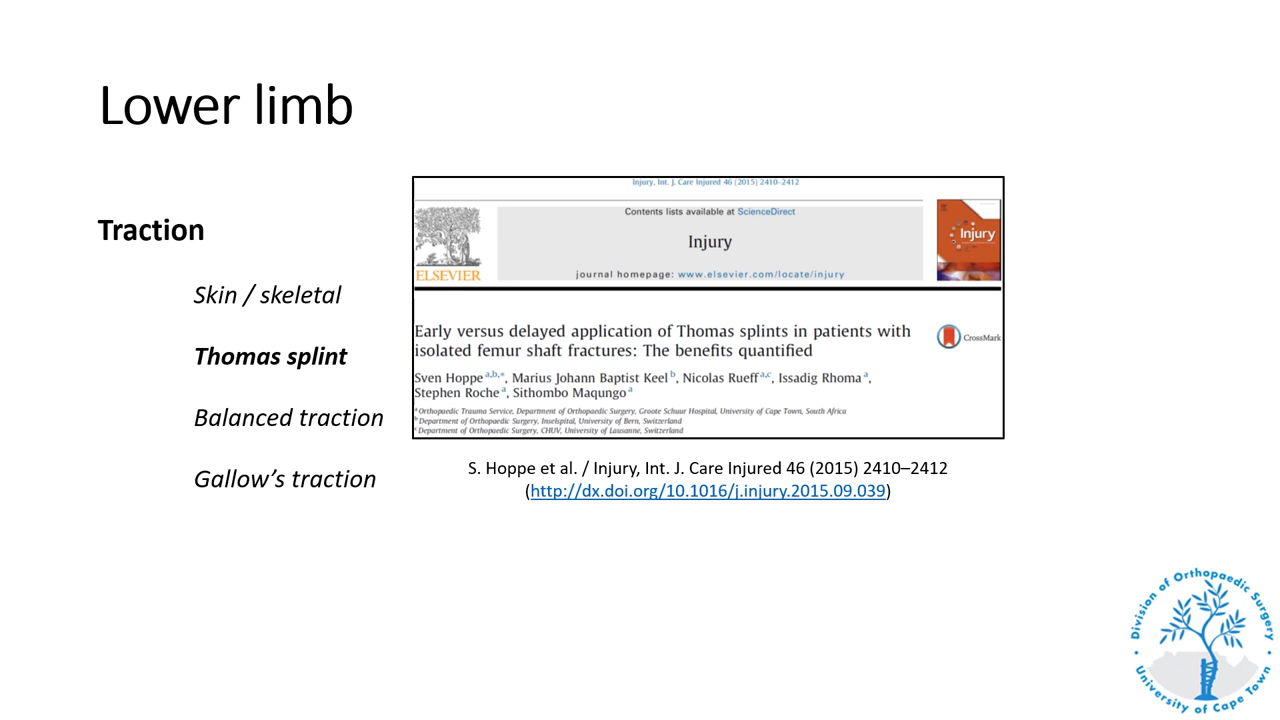 Lower limb
Traction
Skin / skeletal
Thomas splint
Balanced traction
Gallow’s traction
Injury, Int. J. Care Injured 46 (2015) 2410–2412
Contents lists available at ScienceDirect
Injury
journal homepage: www.elsevier.com/locate/injury
ELSEVIER
Injury
Early versus delayed application of Thomas splints in patients with
isolated femur shaft fractures: The benefits quantified
CrossMark
Sven Hoppe a,b,*, Marius Johann Baptist Keel b, Nicolas Rueff a,c, Issadig Rhoma a,
Stephen Roche a, Sithombo Maqungo a
a Orthopaedic Trauma Service, Department of Orthopaedic Surgery, Groote Schuur Hospital, University of Cape Town, South Africa
b Department of Orthopaedic Surgery, Inselspital, University of Bern, Switzerland
c Department of Orthopaedic Surgery, CHUV, University of Lausanne, Switzerland
S. Hoppe et al. / Injury, Int. J. Care Injured 46 (2015) 2410–2412
(http://dx.doi.org/10.1016/j.injury.2015.09.039)
Division of Orthopaedic Surgery
• University of Cape Town •